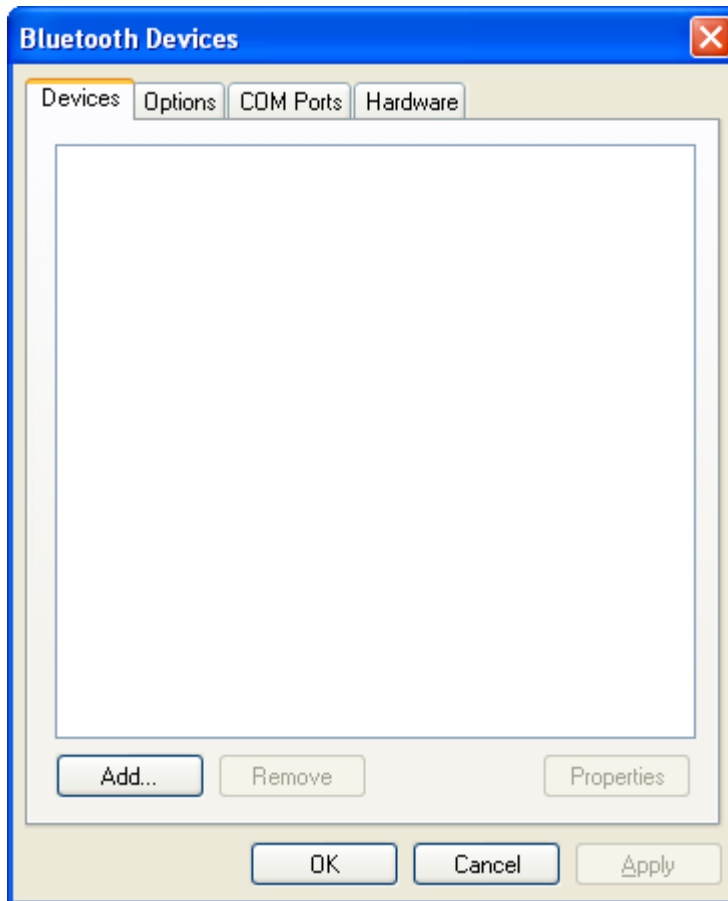 Bluetooth Devices
Devices Options COM Ports Hardware
Add... Remove Properties
OK Cancel Apply